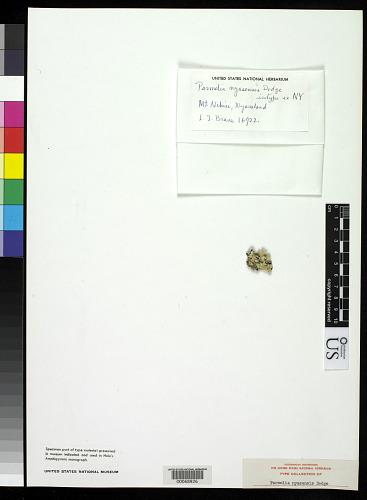 UNITED STATES NATIONAL HERBARIUM
Parmelia nyasensis Dodge
isotype ex NY
Mt. Nchisi, Nyasaland
L. J. Brass 16922.
cm
copyright reserved
US
Specimen part of type material preserved
in museum indicated and used in Hale's
Amphigymnia monograph.
UNITED STATES NATIONAL MUSEUM
00069926
TYPE COLLECTION OF
Parmelia nyasensis Dodge